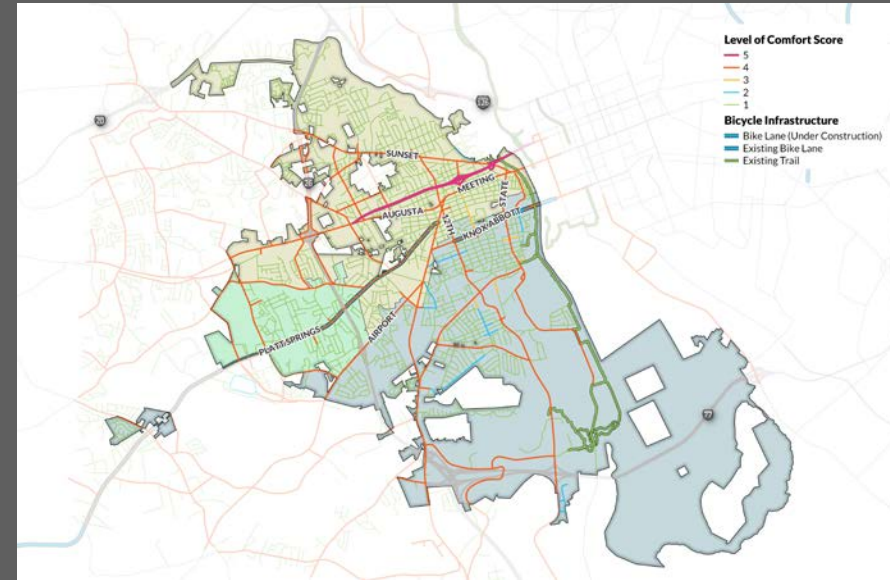 Level of Comfort Score
5
4
3
2
1
Bicycle Infrastructure
Bike Lane (Under Construction)
Existing Bike Lane
Existing Trail
20
126
SUNSET
26
MEETING
STATE
AUGUSTA
12TH
KNOX ABBOTT
AIRPORT
PLATT SPRINGS
77